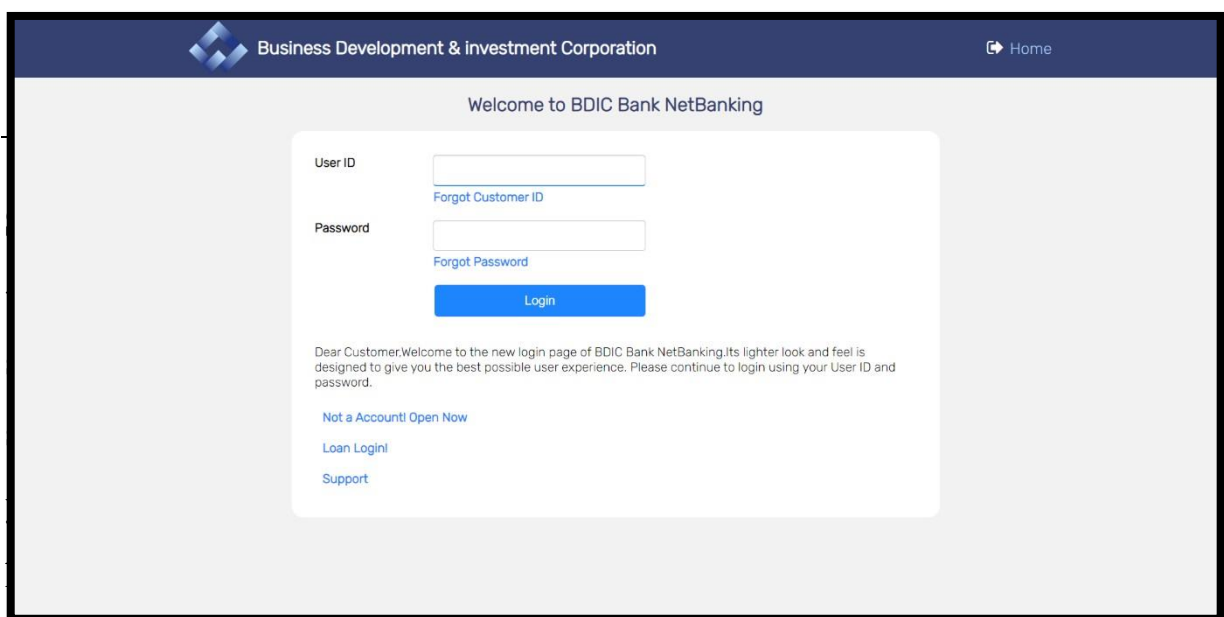 Business Development & investment Corporation
Home
Welcome to BDIC Bank NetBanking
User ID
Forgot Customer ID
Password
Forgot Password
Login
Dear Customer,Welcome to the new login page of BDIC Bank NetBanking.Its lighter look and feel is
designed to give you the best possible user experience. Please continue to login using your User ID and
password.
Not a Account! Open Now
Loan Login!
Support